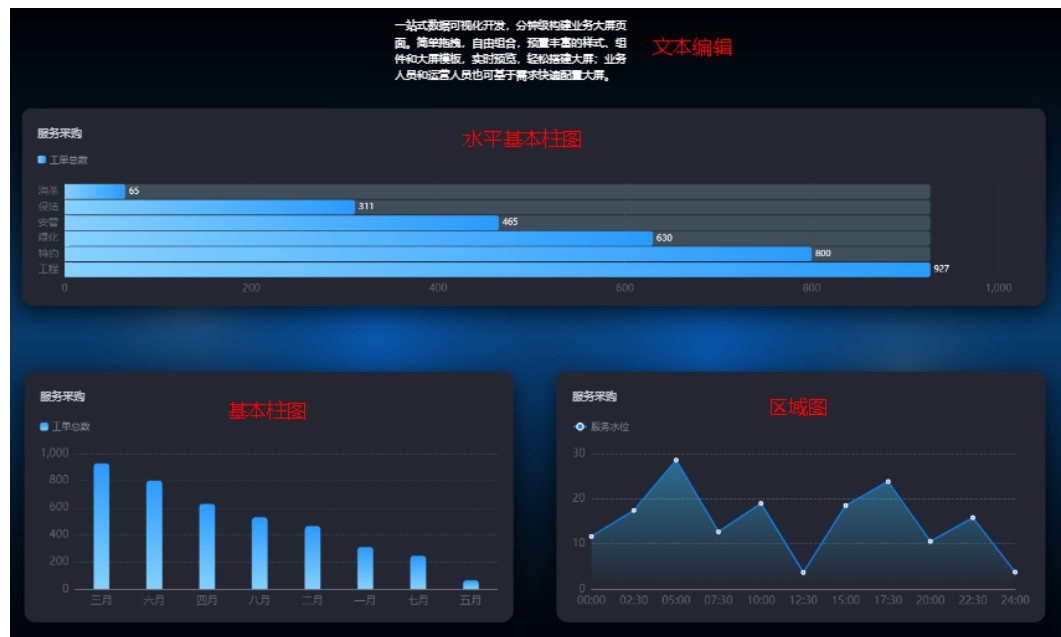 一站式数据可视化开发，分钟级构建业务大屏页
面。简单拖拽，自由组合，预置丰富的样式、组
件和大屏模板，实时预览，轻松搭建大屏；业务
人员和运营人员也可基于需求快速配置大屏。
文本编辑
水平基本柱图
服务采购
工单总数
消杀 65
保洁 311
安管 465
绿化 630
特约 800
工程 927
0 200 400 600 800 1,000
服务采购
基本柱图
工单总数
1,000
800
600
400
200
0
三月 六月 四月 八月 二月 一月 七月 五月
服务采购
区域图
服务水位
30
20
10
0
00:00 02:30 05:00 07:30 10:00 12:30 15:00 17:30 20:00 22:30 24:00